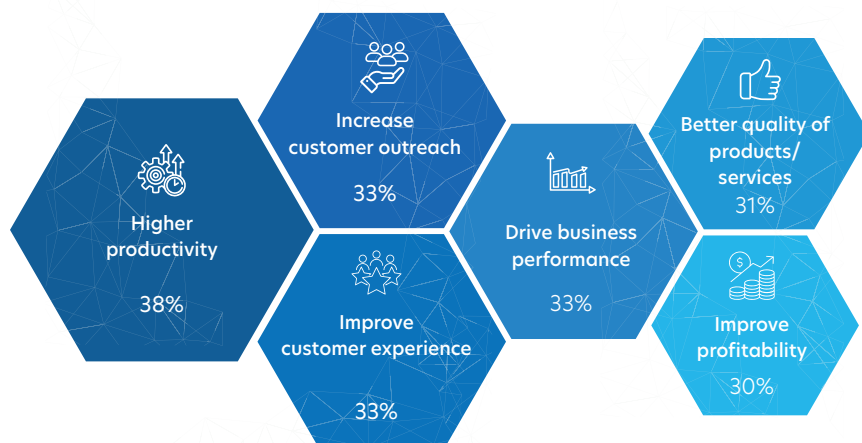 Higher
productivity
38%
Increase
customer outreach
33%
Improve
customer experience
33%
Drive business
performance
33%
Better quality of
products/
services
31%
$
Improve
profitability
30%